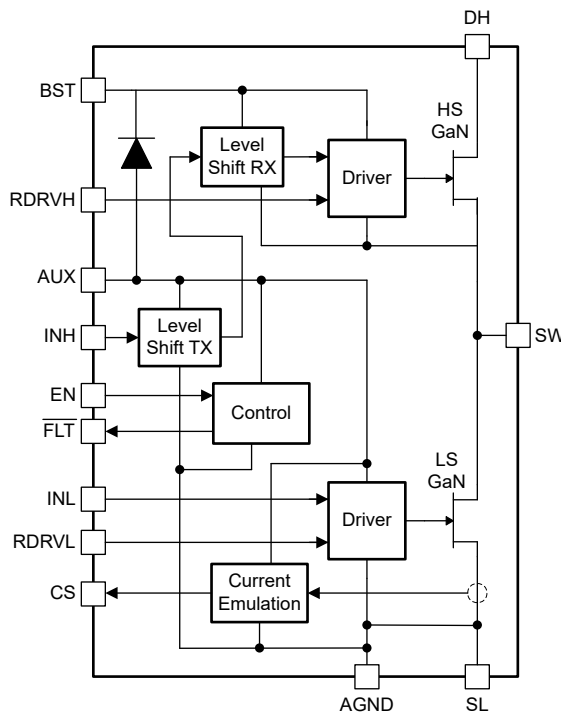 DH
BST
HS
GaN
Level
Shift RX
Driver
RDRVH
AUX
INH
Level
Shift TX
SW
EN
Control
FLT
LS
GaN
INL
Driver
RDRVL
CS
Current
Emulation
AGND
SL